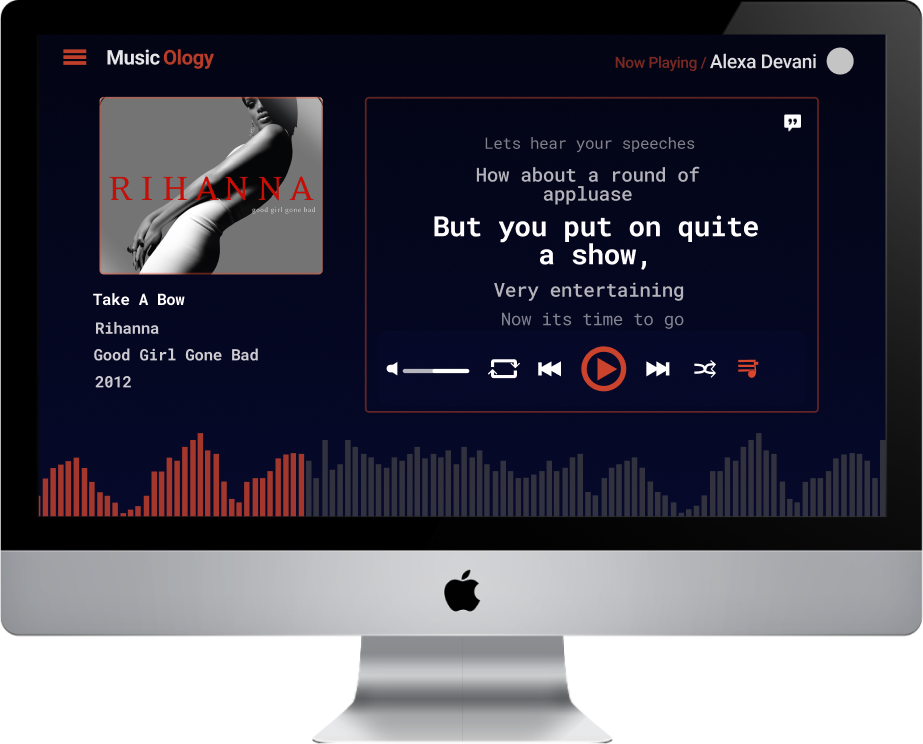 Music Ology
Now Playing / Alexa Devani
RIHANNA
good girl gone bad
Take A Bow
Rihanna
Good Girl Gone Bad
2012
Lets hear your speeches
How about a round of
appluase
But you put on quite
a show,
Very entertaining
Now its time to go